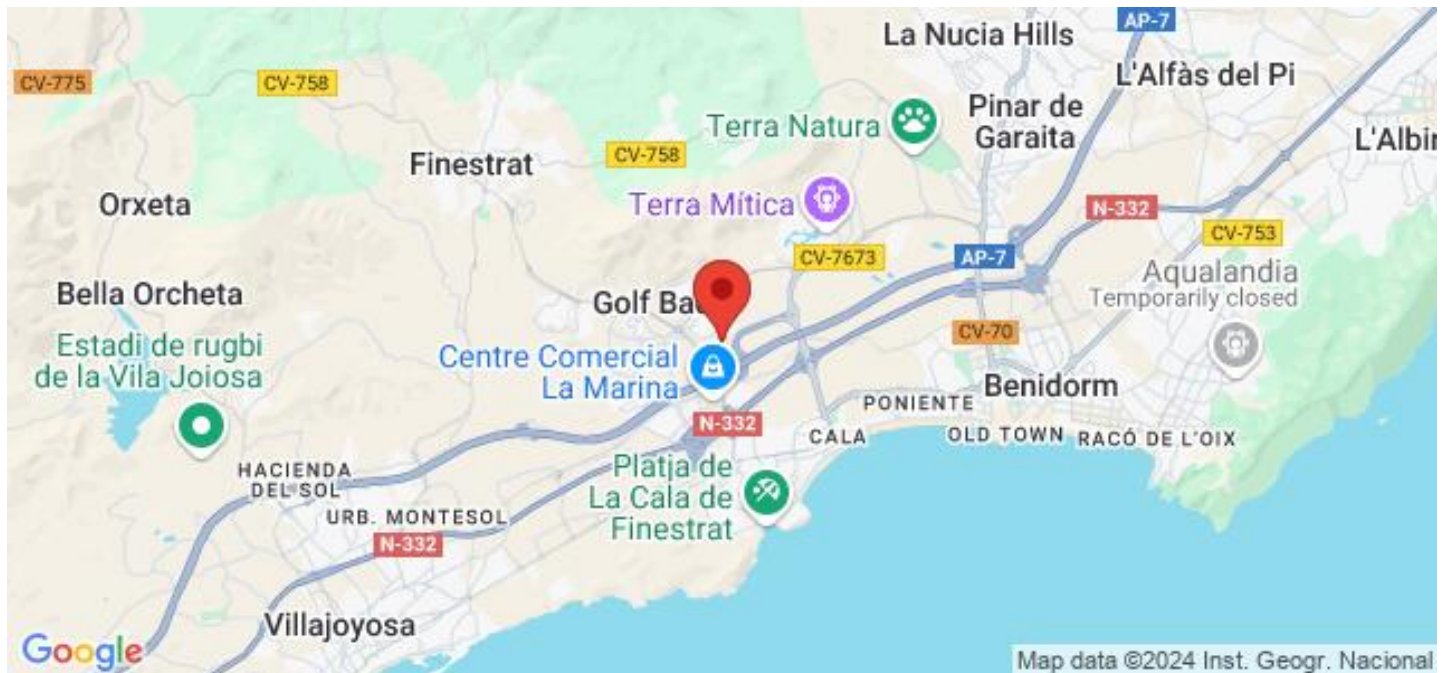 AP-7
La Nucia Hills
L'Alfàs del Pi
CV-775
CV-758
Pinar de
Garaita
Terra Natura
L'Albir
Finestrat
CV-758
Orxeta
Terra Mítica
N-332
CV-753
CV-7673
AP-7
Aqualandia
Temporarily closed
Bella Orcheta
Golf Ba
CV-70
Estadi de rugbi
de la Vila Joiosa
Centre Comercial
La Marina
Benidorm
PONIENTE
N-332
CALA
OLD TOWN
RACÓ DE L'OIX
HACIENDA
DEL SOL
Platja de
La Cala de
Finestrat
URB. MONTESOL
N-332
Villajoyosa
Google
Map data ©2024 Inst. Geogr. Nacional